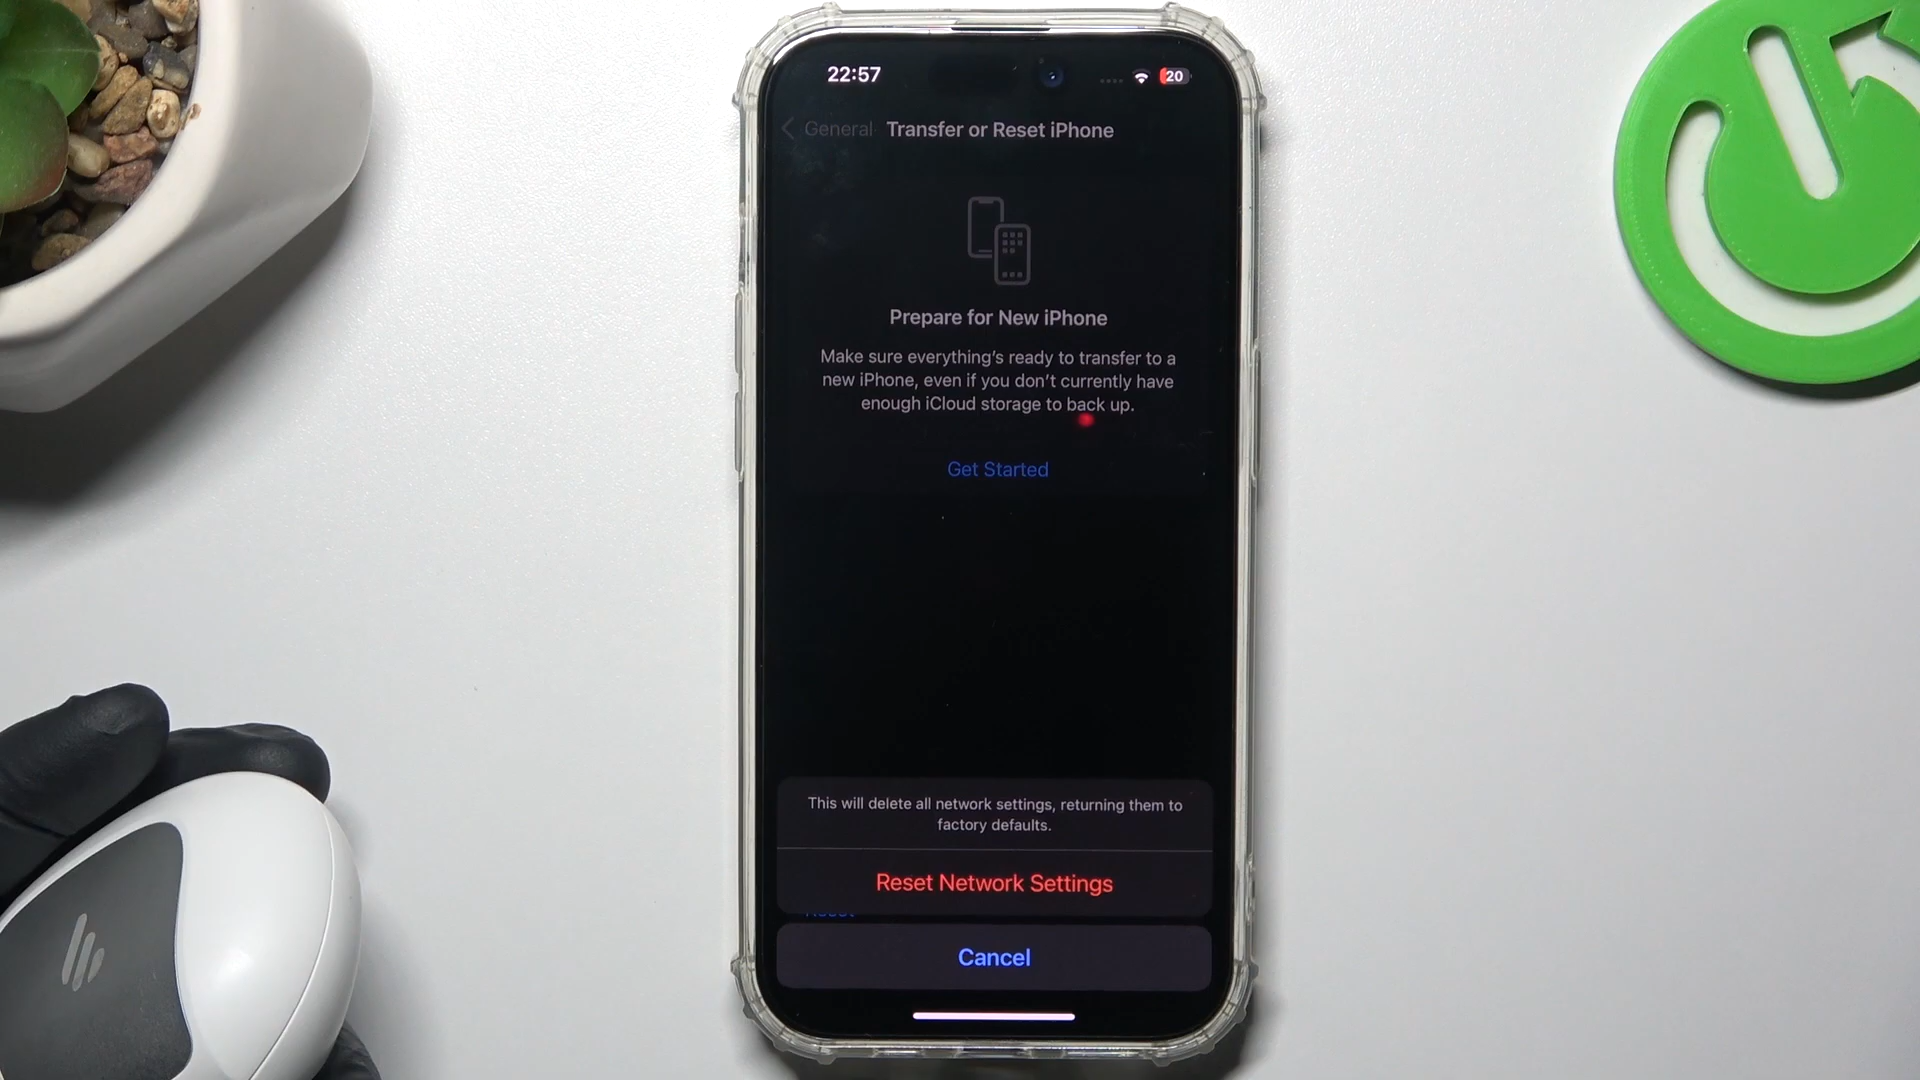 22:57
20
General
Transfer or Reset iPhone
Prepare for New iPhone
Make sure everything's ready to transfer to a
new iPhone, even if you don't currently have
enough iCloud storage to back up.
Get Started
This will delete all network settings, returning them to
factory defaults.
Reset Network Settings
Reset
Cancel